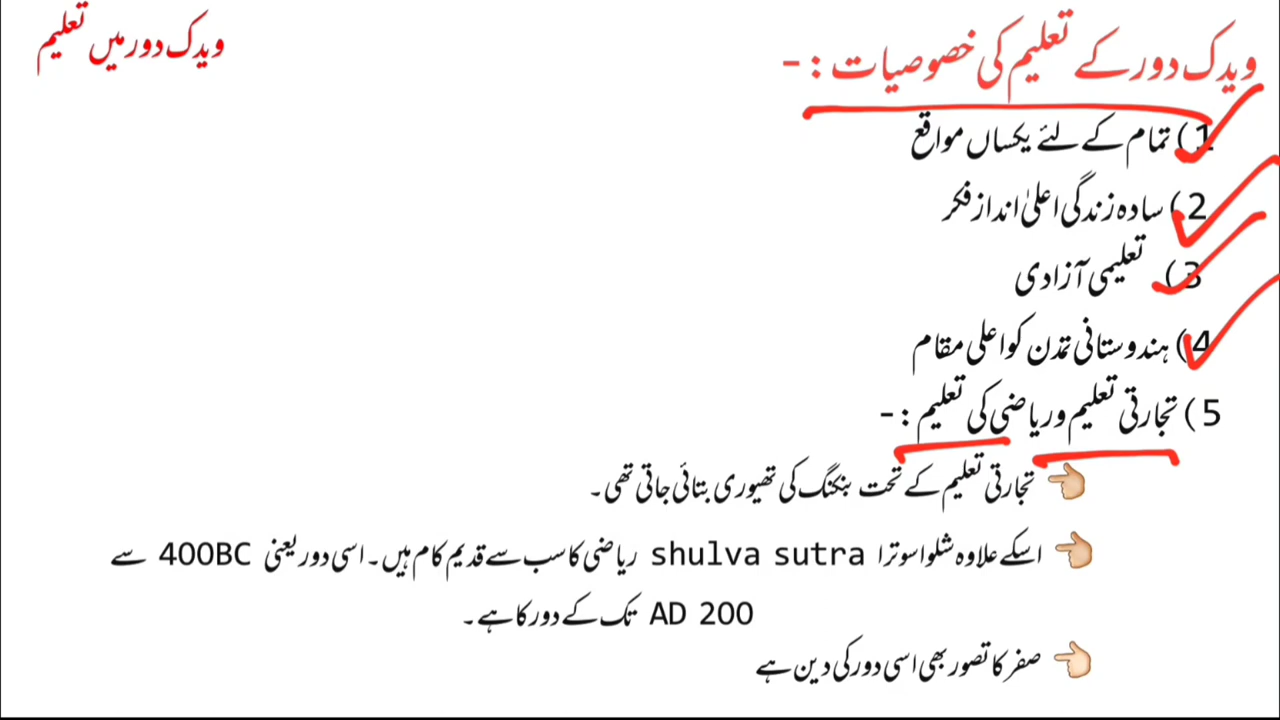 ویدک دور میں تعلیم
ویدک دور کے تعلیم کی خصوصیات :-
1) تمام کے لئے یکساں مواقع
2) سادہ زندگی اعلیٰ انداز فکر
3) تعلیمی آزادی
4) ہندوستانی تمدن کو اعلی مقام
5) تجارتی تعلیم و ریاضی کی تعلیم :-
👈 تجارتی تعلیم کے تحت بنکنگ کی تھیوری بتائی جاتی تھی۔
👈 اسکے علاوہ شلوا سوترا shulva sutra ریاضی کا سب سے قدیم کام ہیں۔ اسی دور یعنی 400BC سے
200 AD تک کے دور کا ہے۔
👈 صفر کا تصور بھی اسی دور کی دین ہے